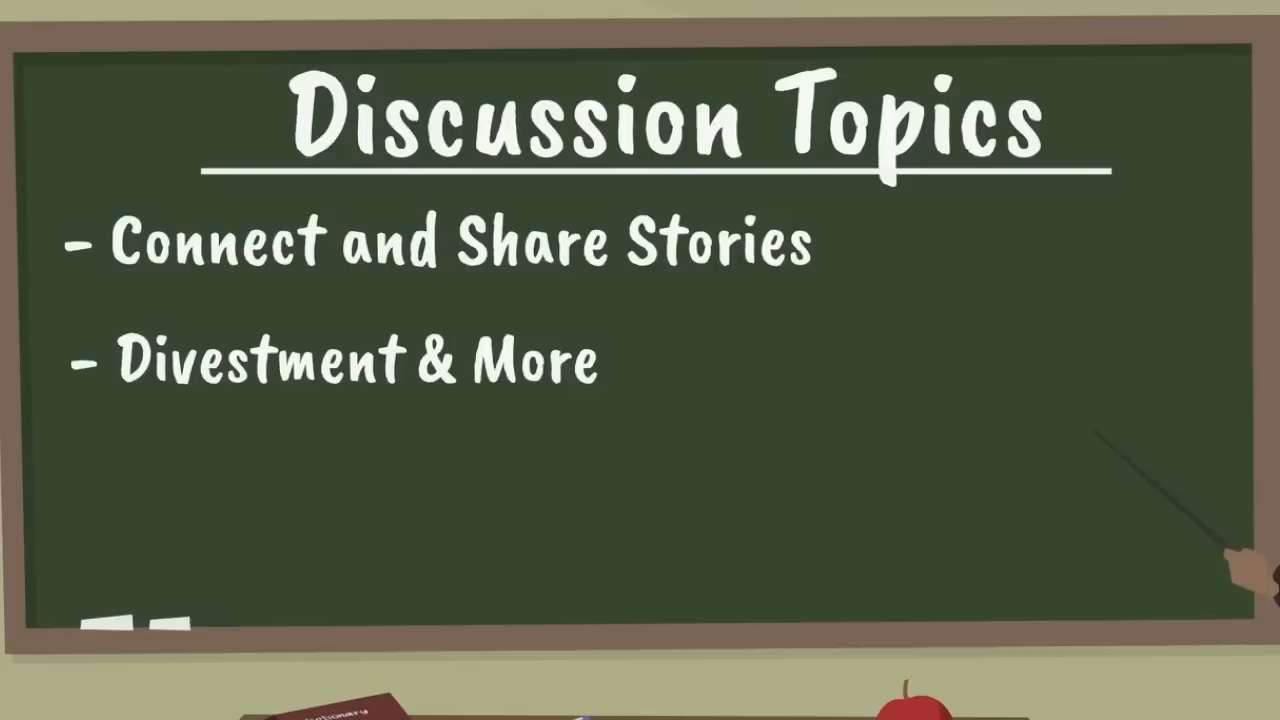 Discussion Topics
- Connect and Share Stories
- Divestment & More